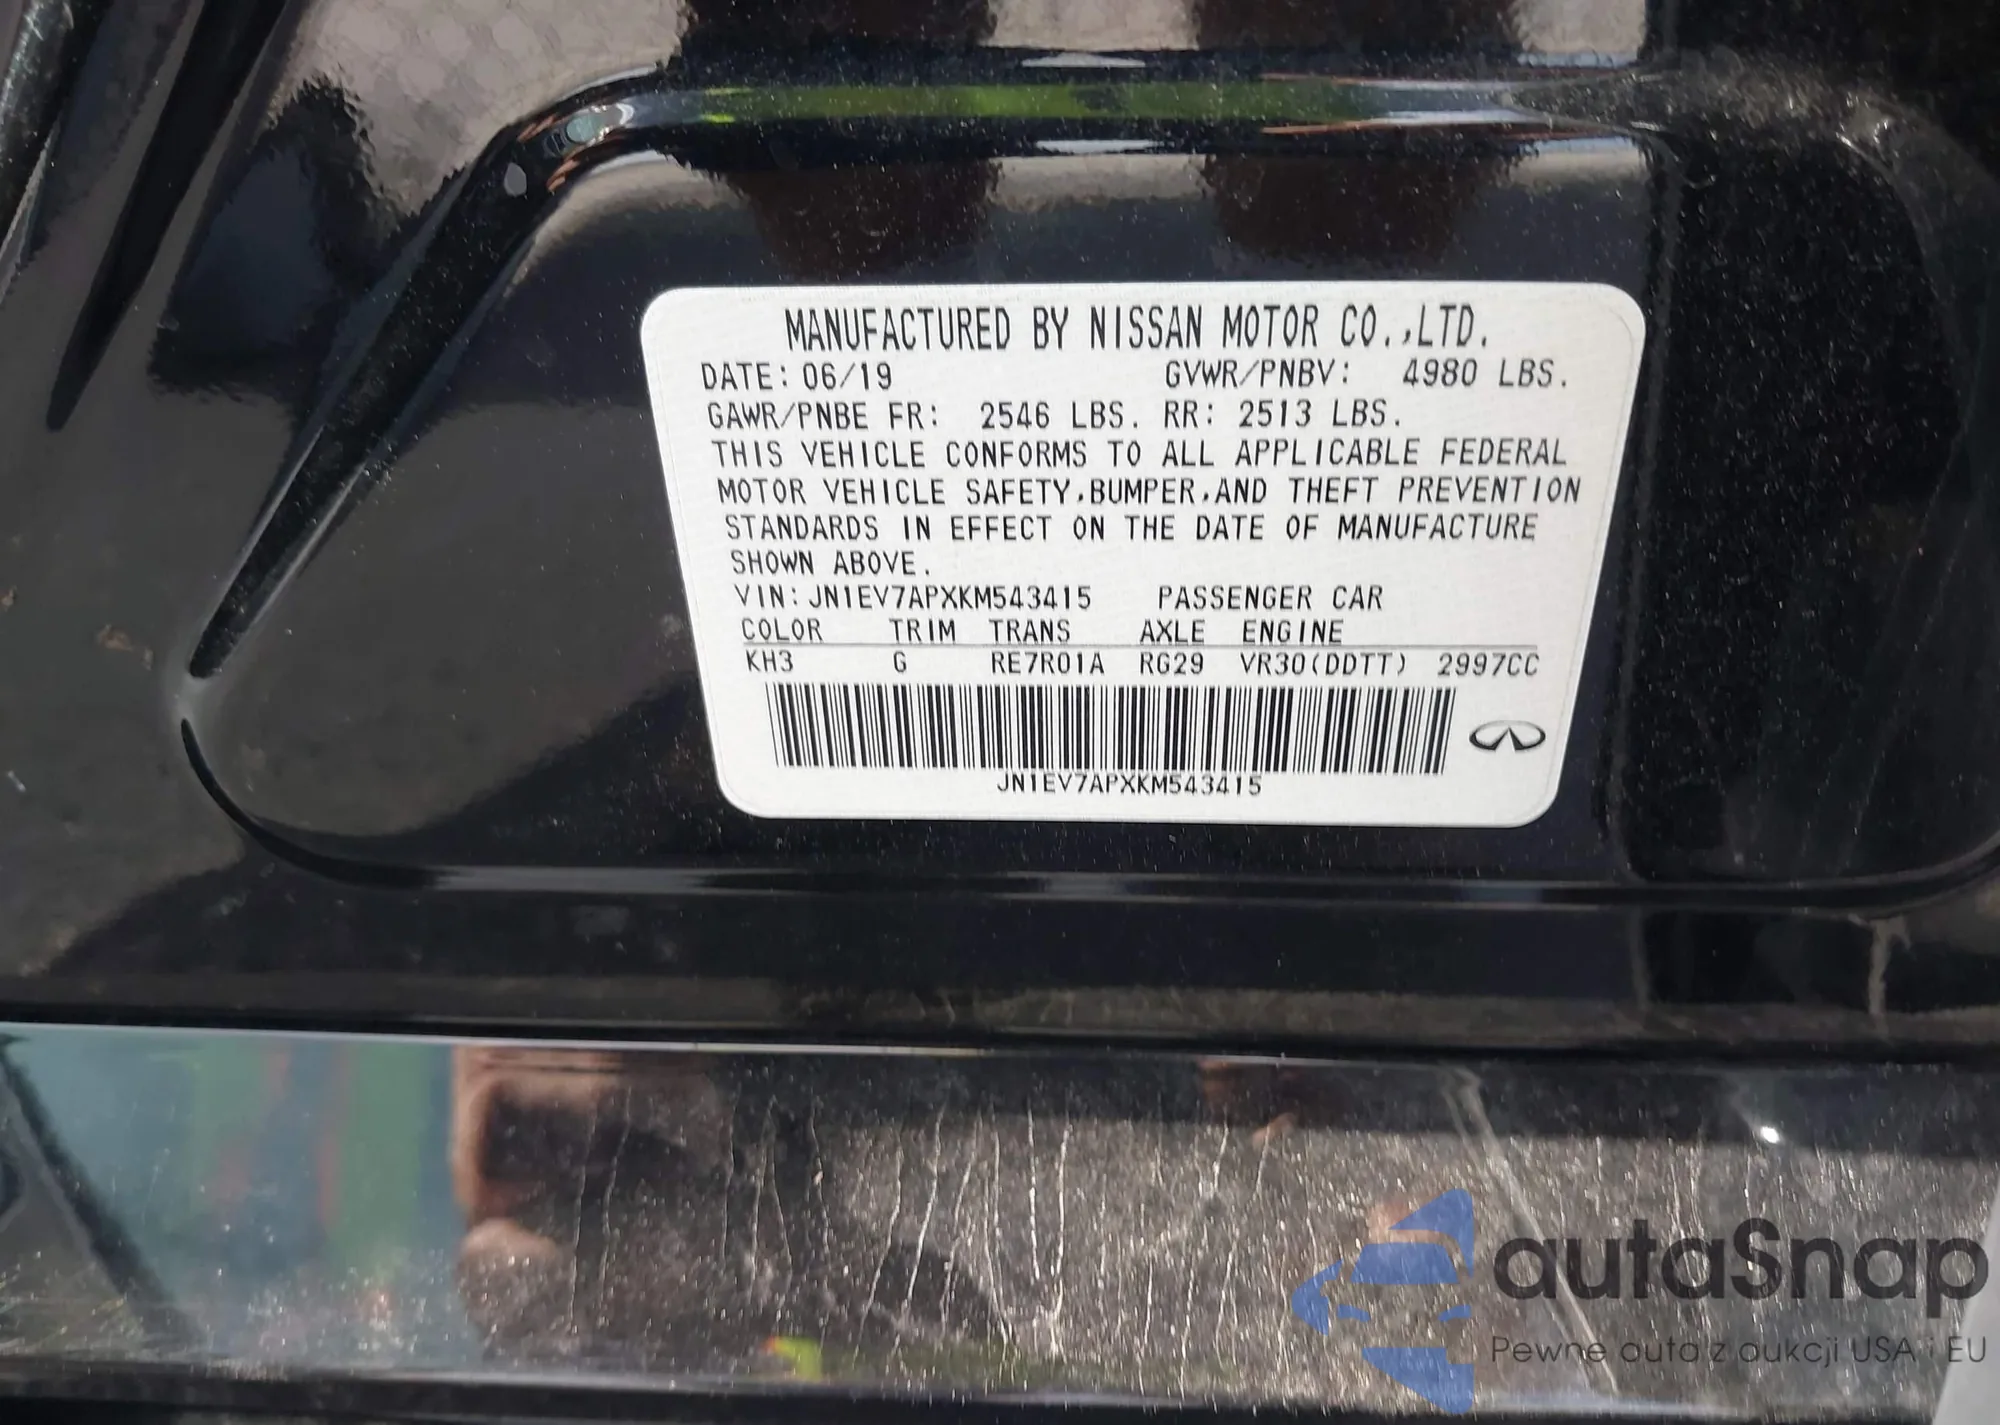 MANUFACTURED BY NISSAN MOTOR CO.,LTD.
DATE: 06/19 GVWR/PNBV: 4980 LBS.
GAWR/PNBE FR: 2546 LBS. RR: 2513 LBS.
THIS VEHICLE CONFORMS TO ALL APPLICABLE FEDERAL
MOTOR VEHICLE SAFETY,BUMPER,AND THEFT PREVENTION
STANDARDS IN EFFECT ON THE DATE OF MANUFACTURE
SHOWN ABOVE.
VIN:JN1EV7APXKM543415 PASSENGER CAR
COLOR TRIM TRANS AXLE ENGINE
KH3 G RE7R01A RG29 VR30(DDTT) 2997CC
JN1EV7APXKM543415
autaSnap
Pewne auta z aukcji USA i EU